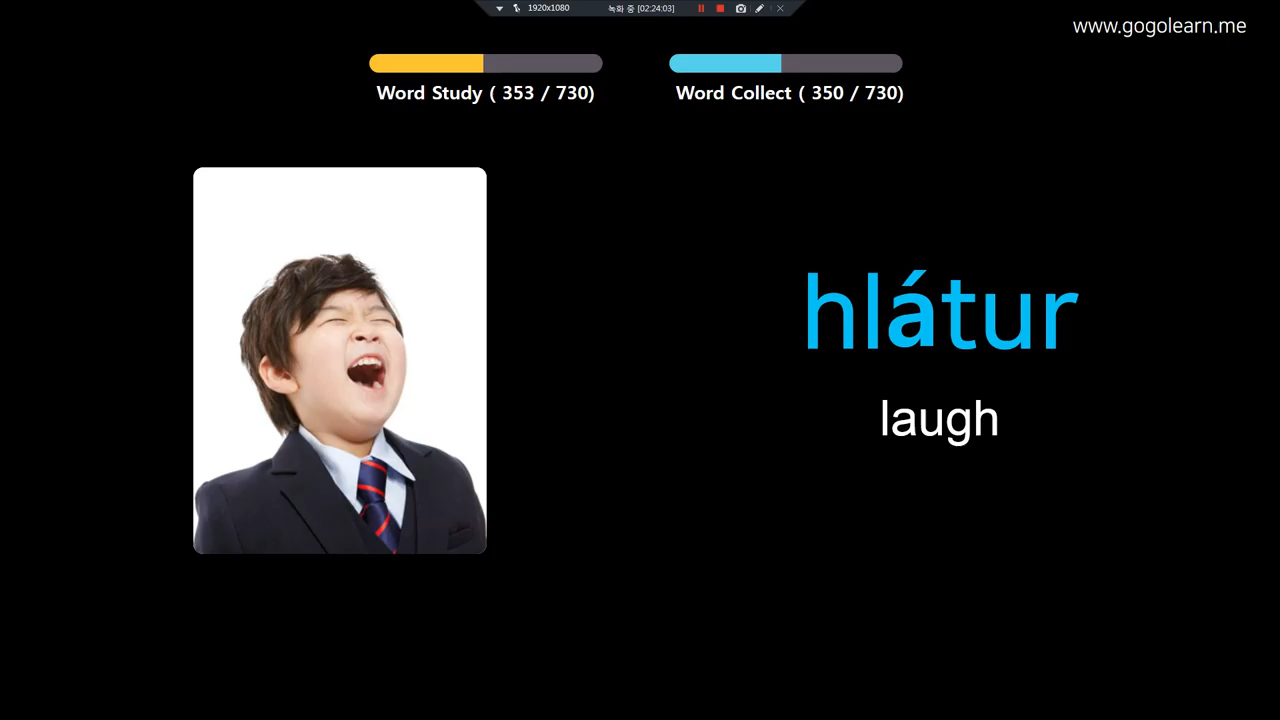 1920x1080 녹화 중 [02:24:03]
www.gogolearn.me
Word Study ( 353 / 730)
Word Collect ( 350 / 730)
hlátur
laugh